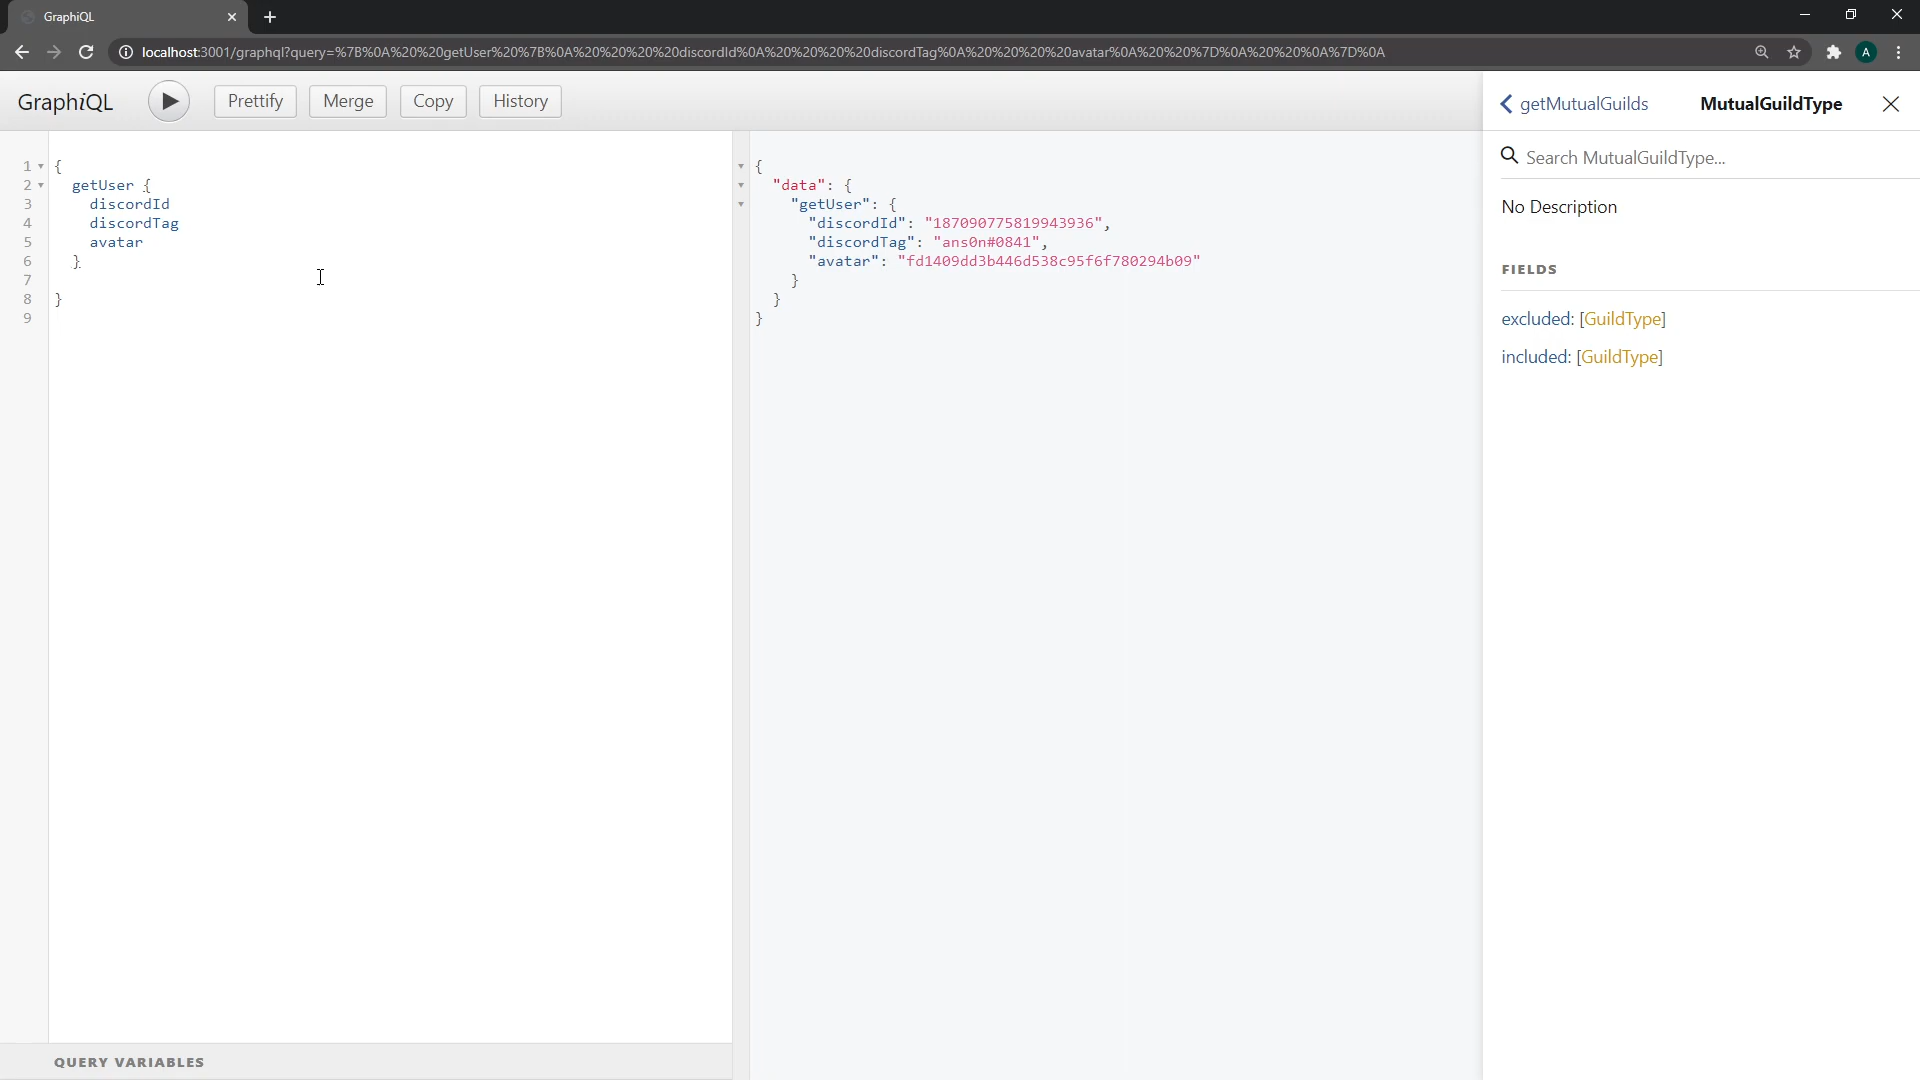 GraphiQL
localhost:3001/graphql?query=%7B%0A%20%20getUser%20%7B%0A%20%20%20%20discordId%0A%20%20%20%20discordTag%0A%20%20%20%20avatar%0A%20%20%7D%0A%20%20%0A%7D%0A
A
GraphiQL
Prettify
Merge
Copy
History
getMutualGuilds
MutualGuildType
1 {
2 getUser {
3 discordId
4 discordTag
5 avatar
6 }
7
8 }
9
{
"data": {
"getUser": {
"discordId": "187090775819943936",
"discordTag": "ans0n#0841",
"avatar": "fd1409dd3b446d538c95f6f780294b09"
}
}
}
Search MutualGuildType...
No Description
FIELDS
excluded: [GuildType]
included: [GuildType]
QUERY VARIABLES